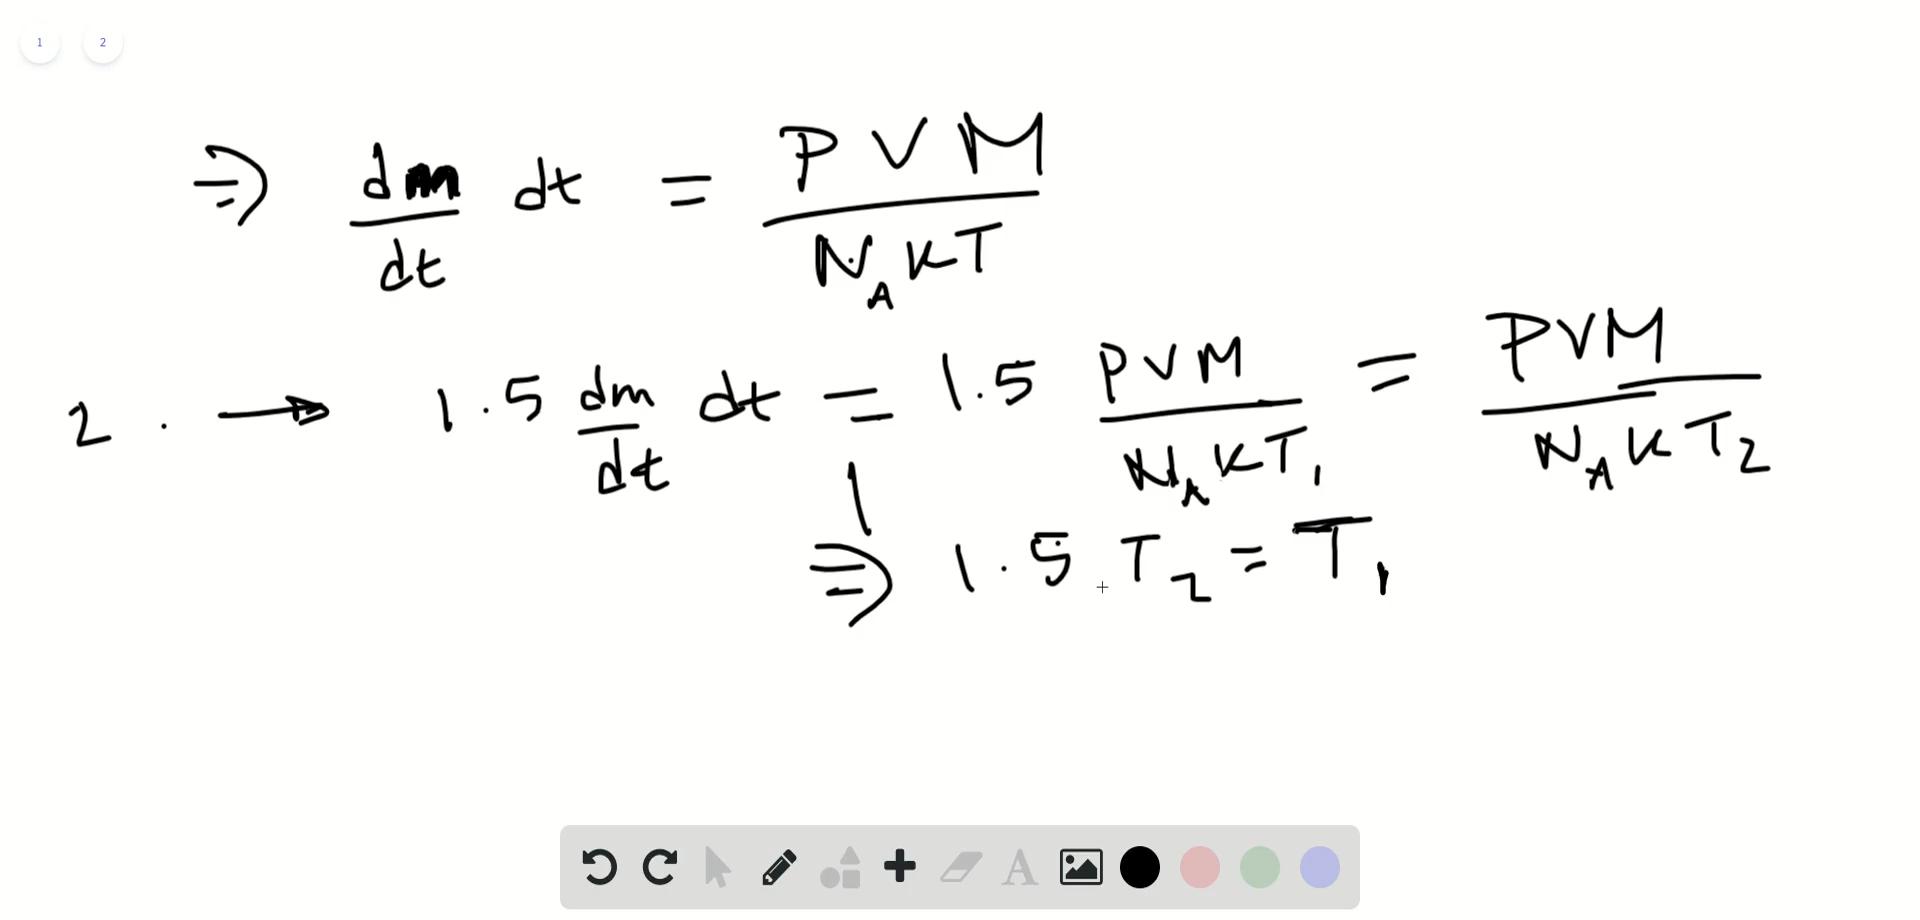 1 2
⇒ dm/dt dt = PVM / N_A KT
2. → 1.5 dm/dt dt = 1.5 PVM / N_A KT_1 = PVM / N_A KT_2
⇒ 1.5 T_2 = T_1
A